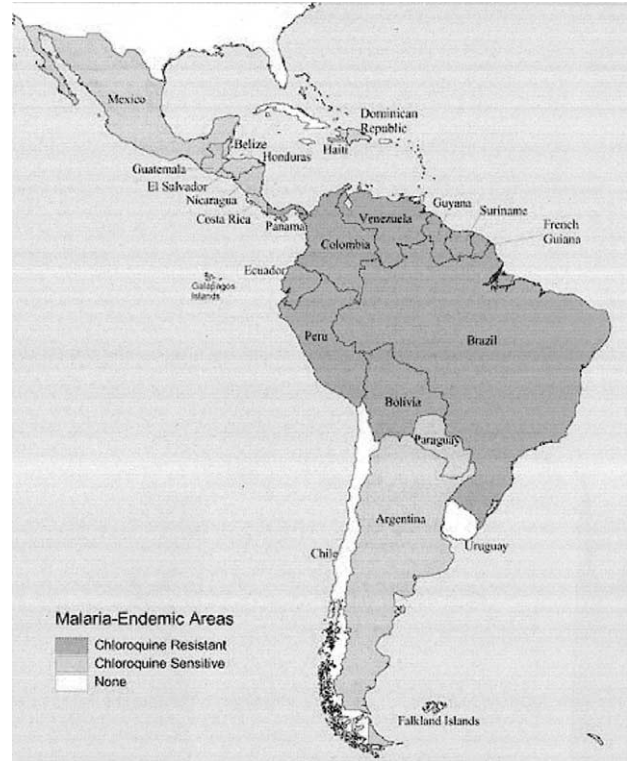 Mexico
Dominican
Republic
Belize
Haiti
Honduras
Guatemala
El Salvador
Nicaragua
Costa Rica
Panama
Venezuela
Guyana
Suriname
French
Guiana
Colombia
Ecuador
Galapagos
Islands
Peru
Brazil
Bolivia
Paraguay
Argentina
Chile
Uruguay
Malaria-Endemic Areas
Chloroquine Resistant
Chloroquine Sensitive
None
Falkland Islands